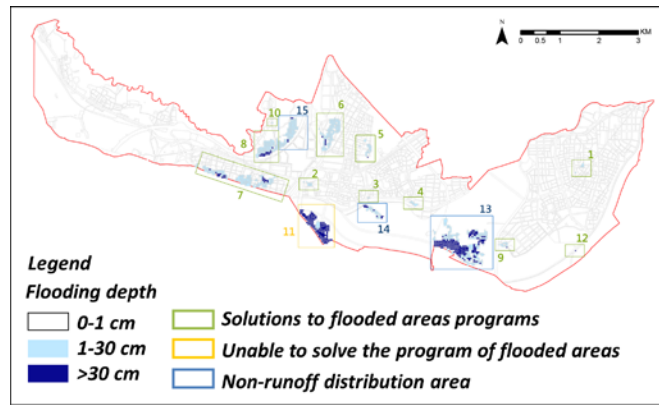 N
KM
0 0.5 1 2 3
10
15
6
8
5
1
2
3
4
7
14
13
11
9
12
Legend
Flooding depth
0-1 cm
1-30 cm
>30 cm
Solutions to flooded areas programs
Unable to solve the program of flooded areas
Non-runoff distribution area